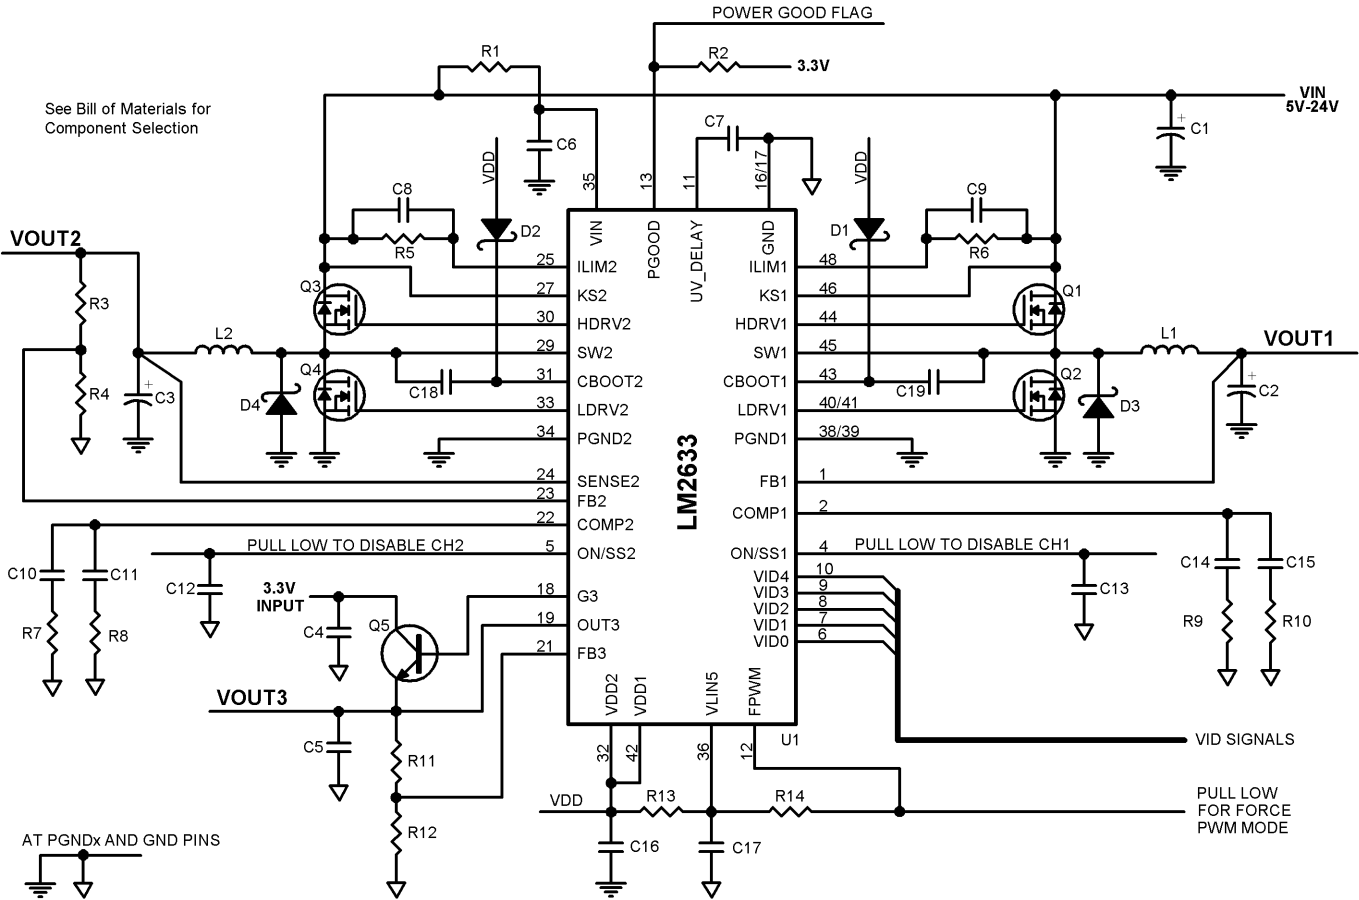 POWER GOOD FLAG
R1
R2
3.3V
See Bill of Materials for
Component Selection
VIN
5V-24V
+
C1
C6
C7
VDD
VDD
35
13
11
16/17
C8
C9
R5
R6
D2
D1
VIN
PGOOD
UV_DELAY
GND
VOUT2
25
ILIM2
ILIM1
48
27
KS2
KS1
46
Q3
Q1
30
HDRV2
HDRV1
44
R3
L2
L1
VOUT1
29
SW2
SW1
45
Q4
Q2
31
CBOOT2
CBOOT1
43
C18
C19
R4
+
C3
D4
D3
+
C2
33
LDRV2
LDRV1
40/41
34
PGND2
PGND1
38/39
LM2633
24
SENSE2
FB1
1
23
FB2
22
COMP2
COMP1
2
PULL LOW TO DISABLE CH2
5
ON/SS2
ON/SS1
4
PULL LOW TO DISABLE CH1
C10
C11
C12
C13
C14
C15
R7
R8
R9
R10
VID4
10
VID3
9
VID2
8
VID1
7
VID0
6
3.3V
INPUT
18
G3
C4
Q5
19
OUT3
21
FB3
VOUT3
VDD2
VDD1
VLIN5
FPWM
U1
32
42
36
12
C5
R11
R12
VID SIGNALS
VDD
R13
R14
PULL LOW
FOR FORCE
PWM MODE
C16
C17
AT PGNDx AND GND PINS